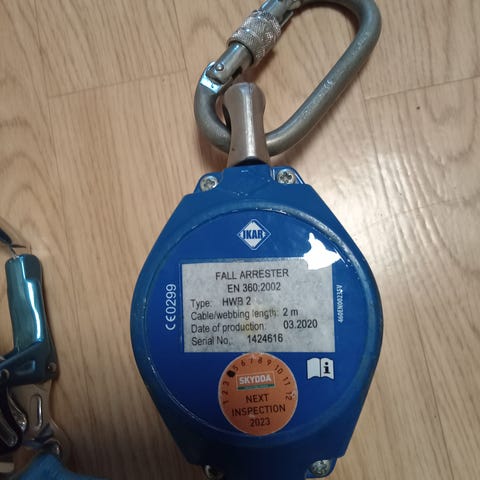 IKAR
FALL ARRESTER
EN 360:2002
Type: HWB 2
Cable/webbing length: 2 m
Date of production: 03.2020
Serial No.: 1424616
CE0299
i
1 2 3 5 6 7 8 9 10 11 12
SKYDDA
NEXT
INSPECTION
2023